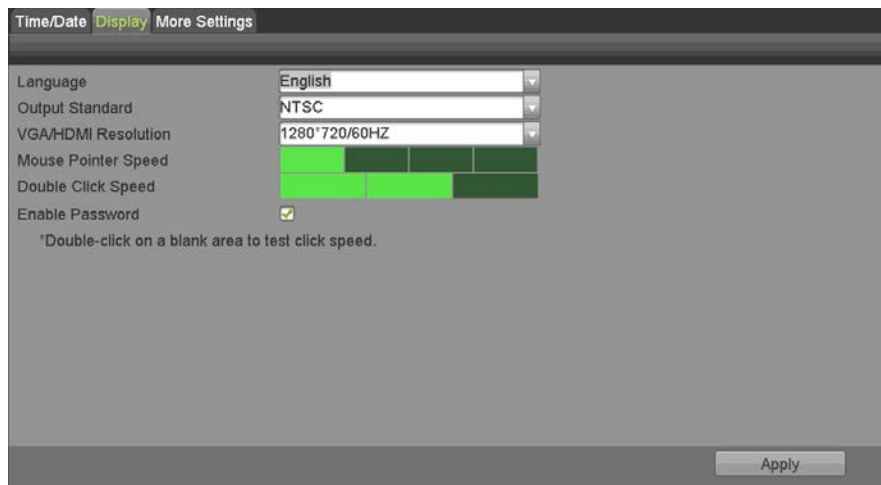 Time/Date Display More Settings
Language English
Output Standard NTSC
VGA/HDMI Resolution 1280*720/60HZ
Mouse Pointer Speed
Double Click Speed
Enable Password
*Double-click on a blank area to test click speed.
Apply